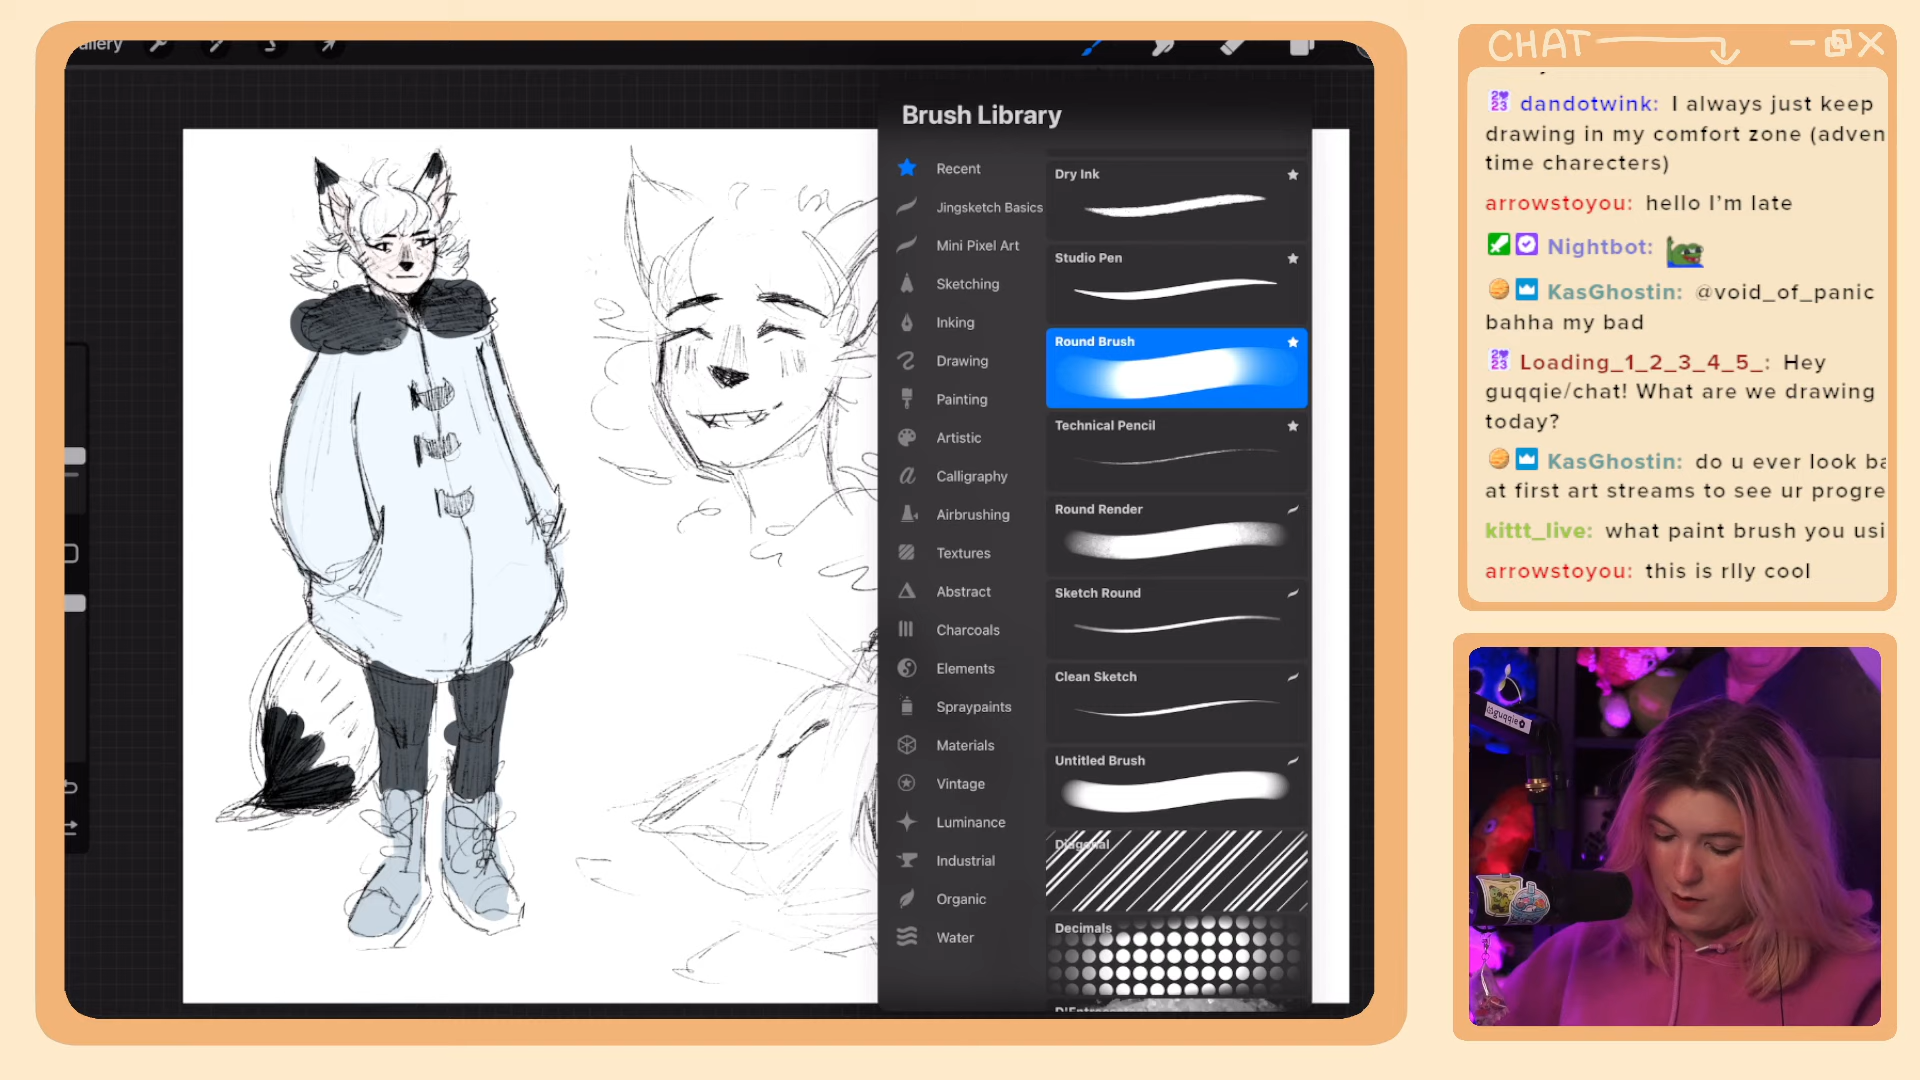 allery
Brush Library
Recent
Jingsketch Basics
Mini Pixel Art
Sketching
Inking
Drawing
Painting
Artistic
Calligraphy
Airbrushing
Textures
Abstract
Charcoals
Elements
Spraypaints
Materials
Vintage
Luminance
Industrial
Organic
Water
Dry Ink
Studio Pen
Round Brush
Technical Pencil
Round Render
Sketch Round
Clean Sketch
Untitled Brush
Diagonal
Decimals
CHAT
dandotwink: I always just keep
drawing in my comfort zone (adven
time charecters)
arrowstoyou: hello I'm late
Nightbot:
KasGhostin: @void_of_panic
bahha my bad
Loading_1_2_3_4_5_: Hey
guqqie/chat! What are we drawing
today?
KasGhostin: do u ever look ba
at first art streams to see ur progre
kittt_live: what paint brush you usi
arrowstoyou: this is rlly cool
@guqqie